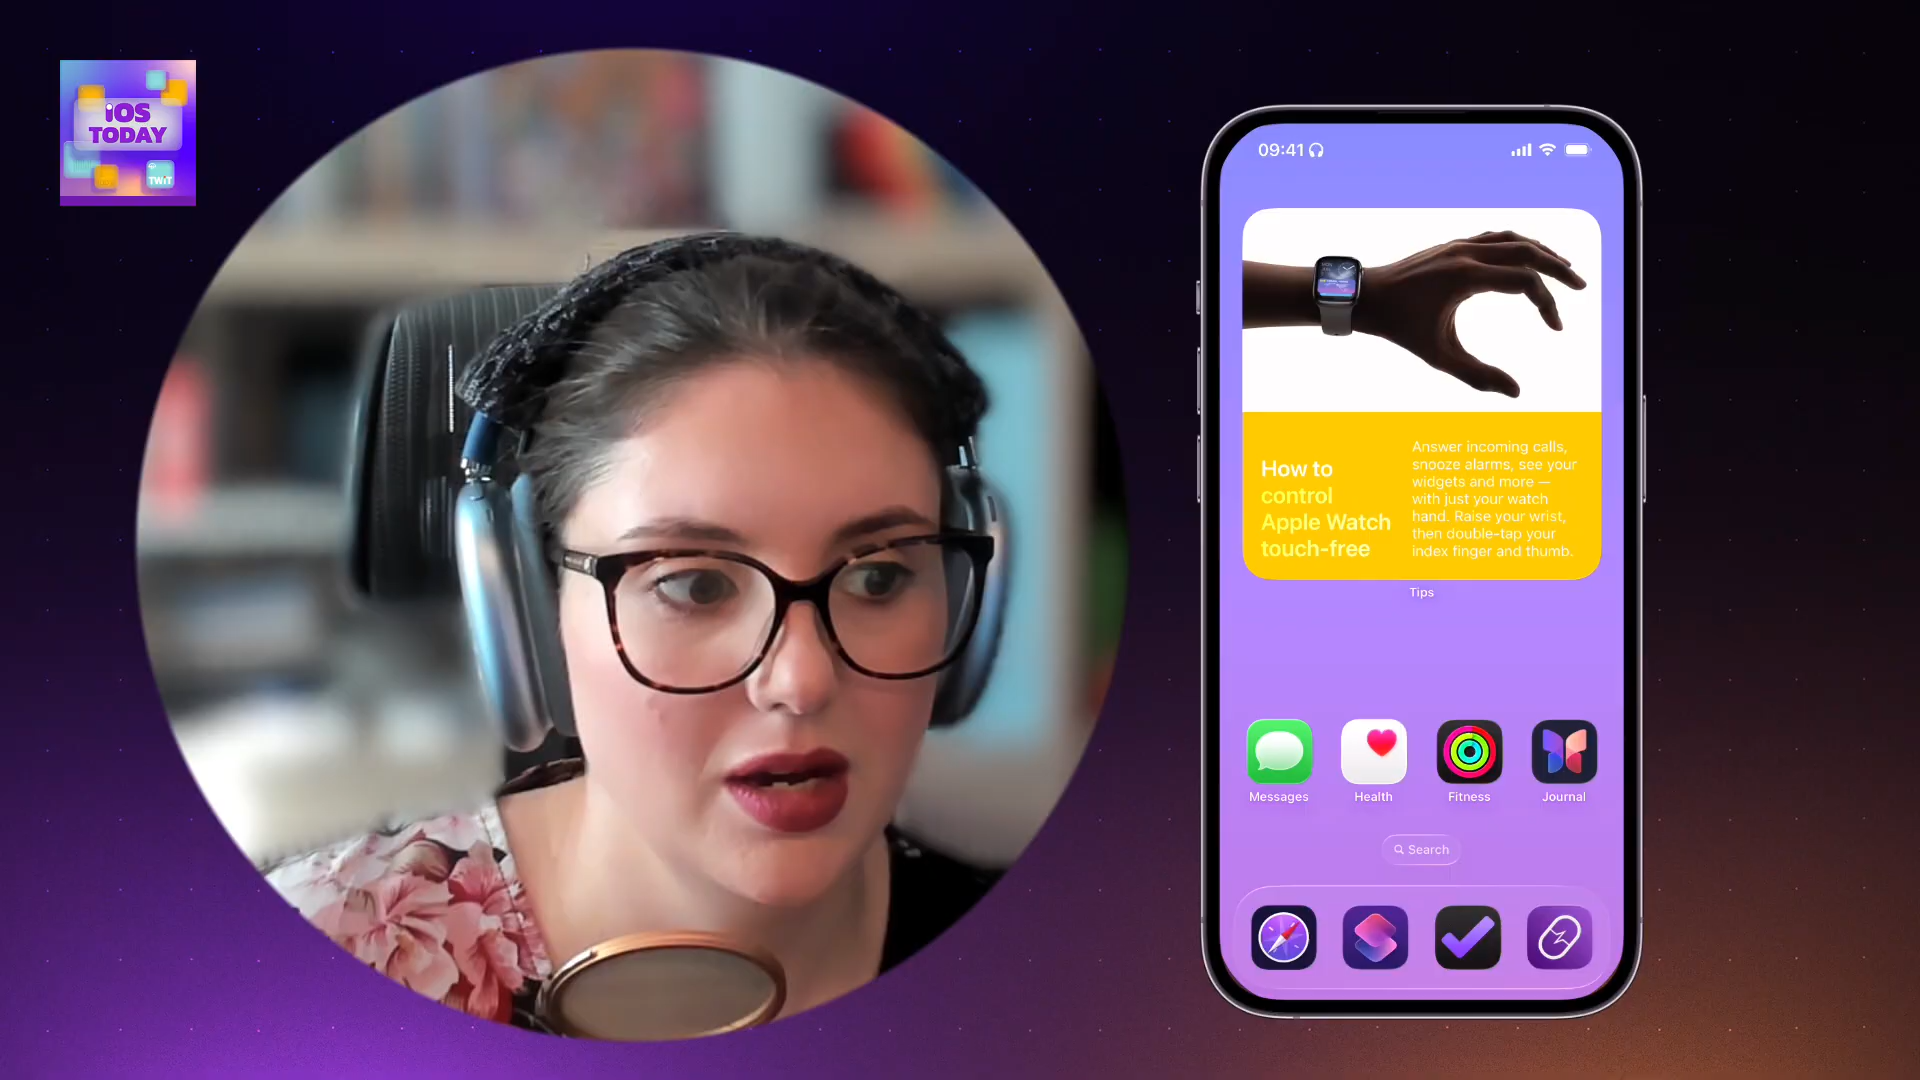 iOS
TODAY
TWiT
09:41
How to
control
Apple Watch
touch-free
Answer incoming calls,
snooze alarms, see your
widgets and more —
with just your watch
hand. Raise your wrist,
then double-tap your
index finger and thumb.
Tips
Messages
Health
Fitness
Journal
Search